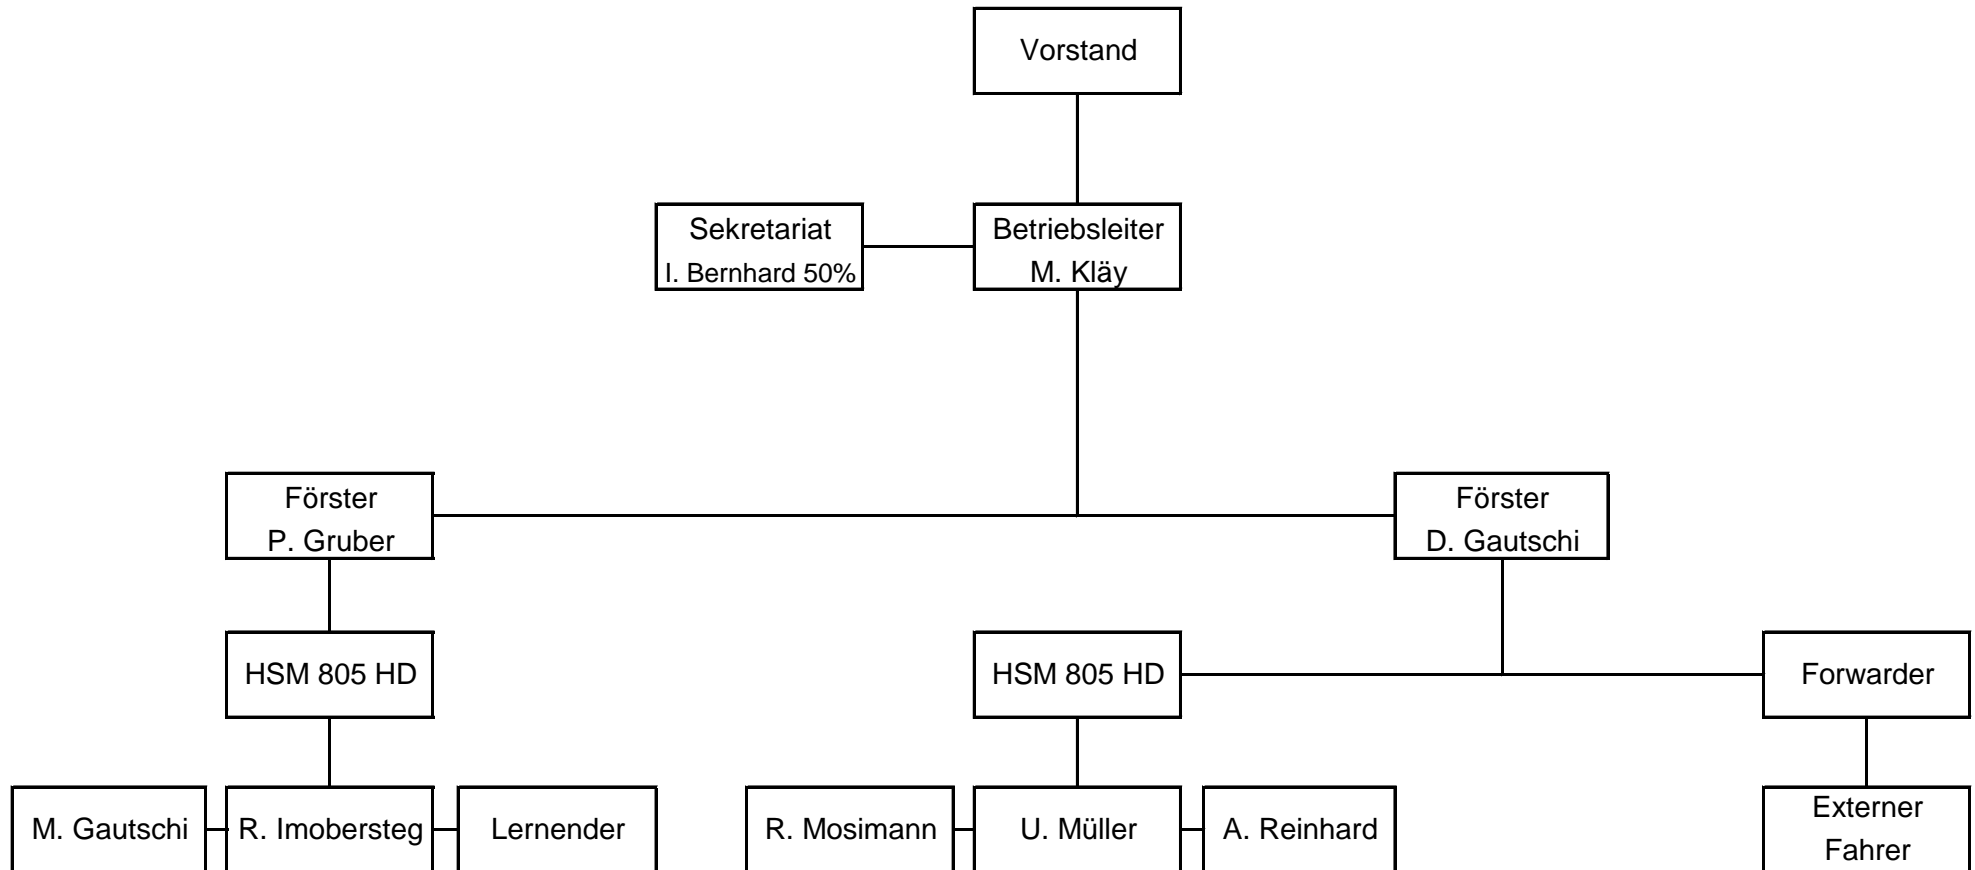 Vorstand
Sekretariat
I. Bernhard 50%
Betriebsleiter
M. Kläy
Förster
P. Gruber
Förster
D. Gautschi
HSM 805 HD
HSM 805 HD
Forwarder
M. Gautschi
R. Imobersteg
Lernender
R. Mosimann
U. Müller
A. Reinhard
Externer
Fahrer